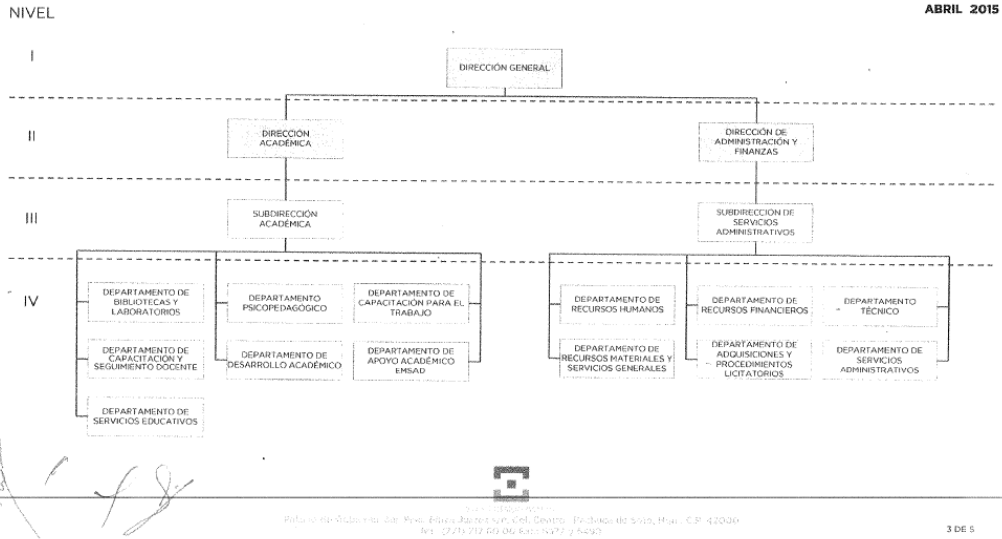 NIVEL
ABRIL 2015
I
DIRECCIÓN GENERAL
II
DIRECCIÓN
ACADÉMICA
DIRECCIÓN DE
ADMINISTRACIÓN Y
FINANZAS
III
SUBDIRECCIÓN
ACADÉMICA
SUBDIRECCIÓN DE
SERVICIOS
ADMINISTRATIVOS
IV
DEPARTAMENTO DE
BIBLIOTECAS Y
LABORATORIOS
DEPARTAMENTO
PSICOPEDAGÓGICO
DEPARTAMENTO DE
CAPACITACIÓN PARA EL
TRABAJO
DEPARTAMENTO DE
RECURSOS HUMANOS
DEPARTAMENTO DE
RECURSOS FINANCIEROS
DEPARTAMENTO
TÉCNICO
DEPARTAMENTO DE
CAPACITACIÓN Y
SEGUIMIENTO DOCENTE
DEPARTAMENTO DE
DESARROLLO ACADÉMICO
DEPARTAMENTO DE
APOYO ACADÉMICO
EMSAD
DEPARTAMENTO DE
RECURSOS MATERIALES Y
SERVICIOS GENERALES
DEPARTAMENTO DE
ADQUISICIONES Y
PROCEDIMIENTOS
LICITATORIOS
DEPARTAMENTO DE
SERVICIOS
ADMINISTRATIVOS
DEPARTAMENTO DE
SERVICIOS EDUCATIVOS
3 DE 5